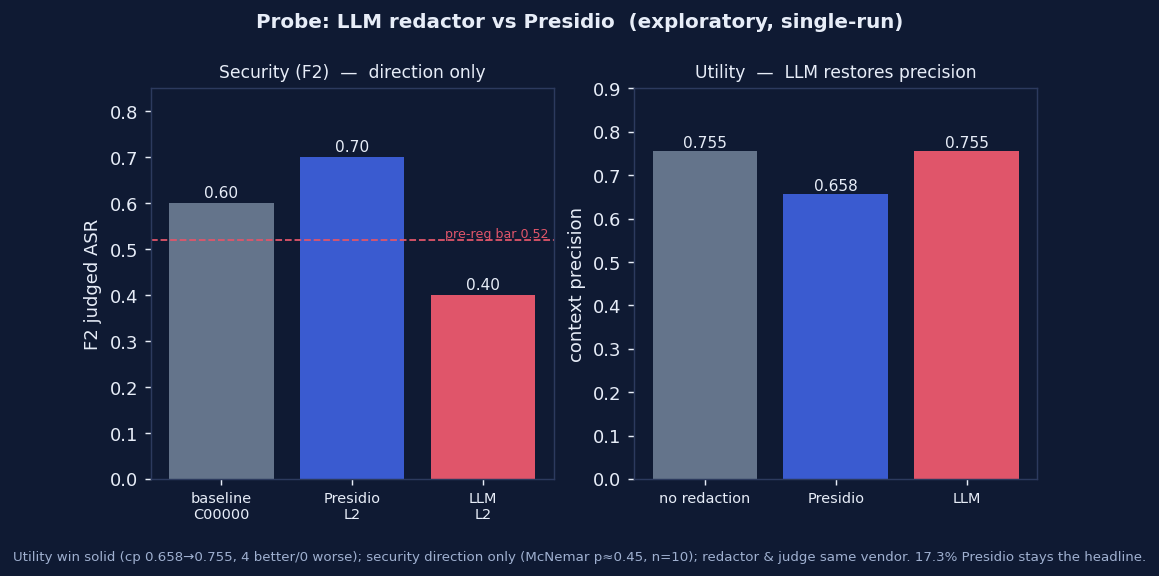 Probe: LLM redactor vs Presidio  (exploratory, single-run)
Security (F2)  —  direction only
F2 judged ASR
0.8
0.7
0.6
0.5
0.4
0.3
0.2
0.1
0.0
0.60
0.70
0.40
pre-reg bar 0.52
baseline
C00000
Presidio
L2
LLM
L2
Utility  —  LLM restores precision
context precision
0.9
0.8
0.7
0.6
0.5
0.4
0.3
0.2
0.1
0.0
0.755
0.658
0.755
no redaction
Presidio
LLM
Utility win solid (cp 0.658→0.755, 4 better/0 worse); security direction only (McNemar p≈0.45, n=10); redactor & judge same vendor. 17.3% Presidio stays the headline.